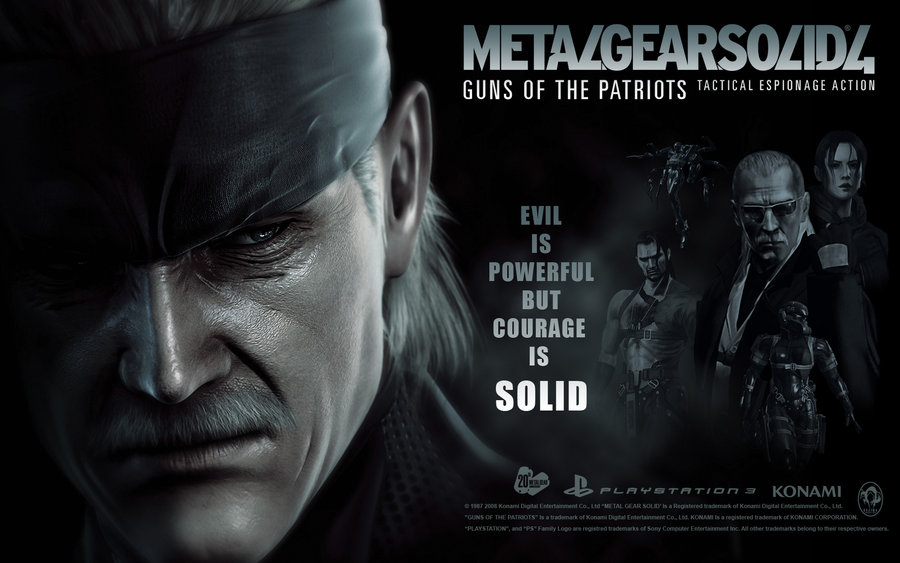 METAL GEAR SOLID 4 ®
GUNS OF THE PATRIOTS TACTICAL ESPIONAGE ACTION
EVIL
IS
POWERFUL
BUT
COURAGE
IS
SOLID
20th METAL GEAR
PLAYSTATION 3
KONAMI
© 1987 2008 Konami Digital Entertainment Co., Ltd "METAL GEAR SOLID' is a Registered trademark of Konami Digital Entertainment Co., Ltd.
"GUNS OF THE PATRIOTS" is a trademark of Konami Digital Entertainment Co., Ltd. KONAMI is a registered trademark of KONAMI CORPORATION.
"PLAYSTATION", and "PS" Family Logo are registred trademarks of Sony Computer Entertainment Inc. All other trademarks belong to their respective owners.